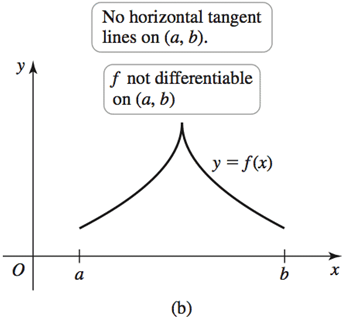 No horizontal tangent
lines on (a, b).
f not differentiable
on (a, b)
y
y = f(x)
O
a
b
x
(b)